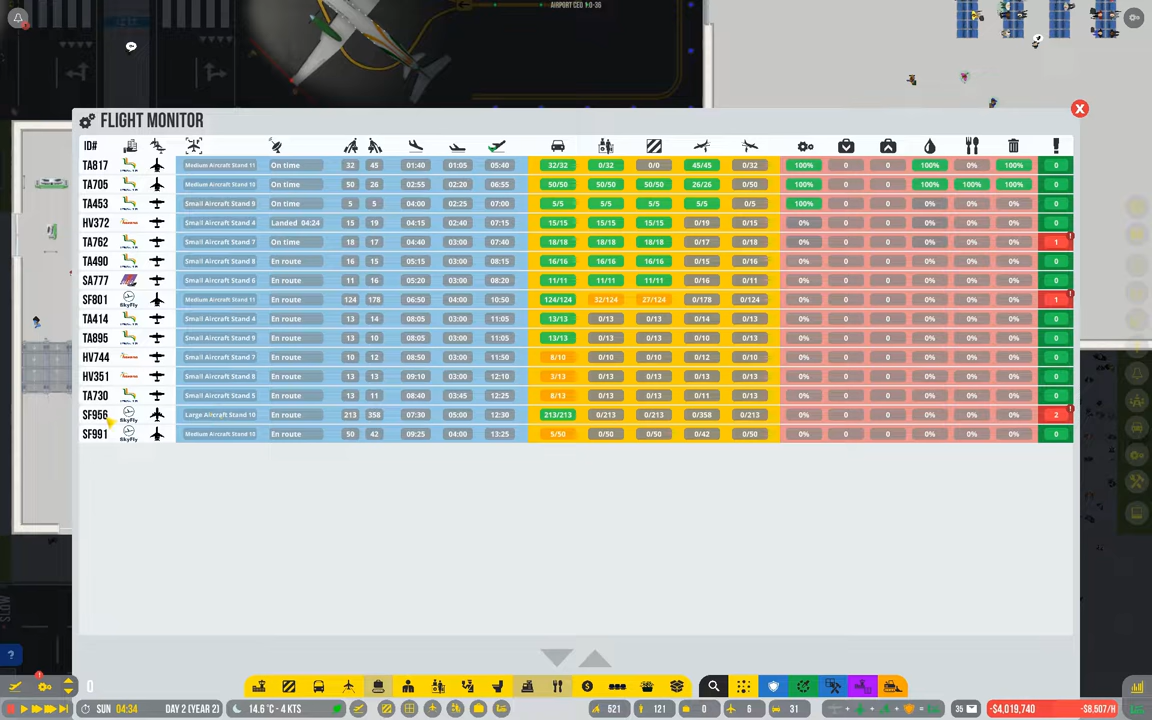 AIRPORT CEO 1.0-36
FLIGHT MONITOR
ID#
TA817 Medium Aircraft Stand 11 On time 32 45 01:40 01:05 05:40 32/32 0/32 0/0 45/45 0/32 100% 0 0 100% 0 100% 0
TA705 Medium Aircraft Stand 10 On time 50 26 02:55 02:20 06:55 50/50 50/50 50/50 26/26 0/50 100% 0 0 100% 100% 100% 0
TA453 Small Aircraft Stand 9 On time 5 5 04:00 02:25 07:00 5/5 5/5 5/5 5/5 0/5 100% 0 0 0% 0% 0% 0
HV372 Small Aircraft Stand 4 Landed 04:24 15 19 04:15 02:40 07:15 15/15 15/15 15/15 0/19 0/15 0% 0 0 0% 0% 0% 0
TA762 Small Aircraft Stand 7 On time 18 17 04:40 03:00 07:40 18/18 18/18 18/18 0/17 0/18 0% 0 0 0% 0% 0% 1
TA490 Small Aircraft Stand 8 En route 16 15 05:15 03:00 08:15 16/16 16/16 16/16 0/15 0/16 0% 0 0 0% 0% 0% 0
SA777 Small Aircraft Stand 6 En route 11 16 05:20 03:00 08:20 11/11 11/11 11/11 0/16 0/11 0% 0 0 0% 0% 0% 0
SF801 SkyFly Medium Aircraft Stand 11 En route 124 178 06:50 04:00 10:50 124/124 32/124 27/124 0/178 0/124 0% 0 0 0% 0% 0% 1
TA414 Small Aircraft Stand 4 En route 13 14 08:05 03:00 11:05 13/13 0/13 0/13 0/14 0/13 0% 0 0 0% 0% 0% 0
TA895 Small Aircraft Stand 9 En route 13 10 08:05 03:00 11:05 13/13 0/13 0/13 0/10 0/13 0% 0 0 0% 0% 0% 0
HV744 Small Aircraft Stand 7 En route 10 12 08:50 03:00 11:50 8/10 0/10 0/10 0/12 0/10 0% 0 0 0% 0% 0% 0
HV351 Small Aircraft Stand 8 En route 13 13 09:10 03:00 12:10 3/13 0/13 0/13 0/13 0/13 0% 0 0 0% 0% 0% 0
TA730 Small Aircraft Stand 5 En route 13 11 08:40 03:45 12:25 8/13 0/13 0/13 0/11 0/13 0% 0 0 0% 0% 0% 0
SF956 SkyFly Large Aircraft Stand 10 En route 213 358 07:30 05:00 12:30 213/213 0/213 0/213 0/358 0/213 0% 0 0 0% 0% 0% 2
SF991 SkyFly Medium Aircraft Stand 10 En route 50 42 09:25 04:00 13:25 5/50 0/50 0/50 0/42 0/50 0% 0 0 0% 0% 0% 0
SLOW
?
0
SUN 04:34 DAY 2 (YEAR 2) 14.6 °C - 4 KTS 521 121 0 6 31 35 -$4,019,740 -$8,507/H